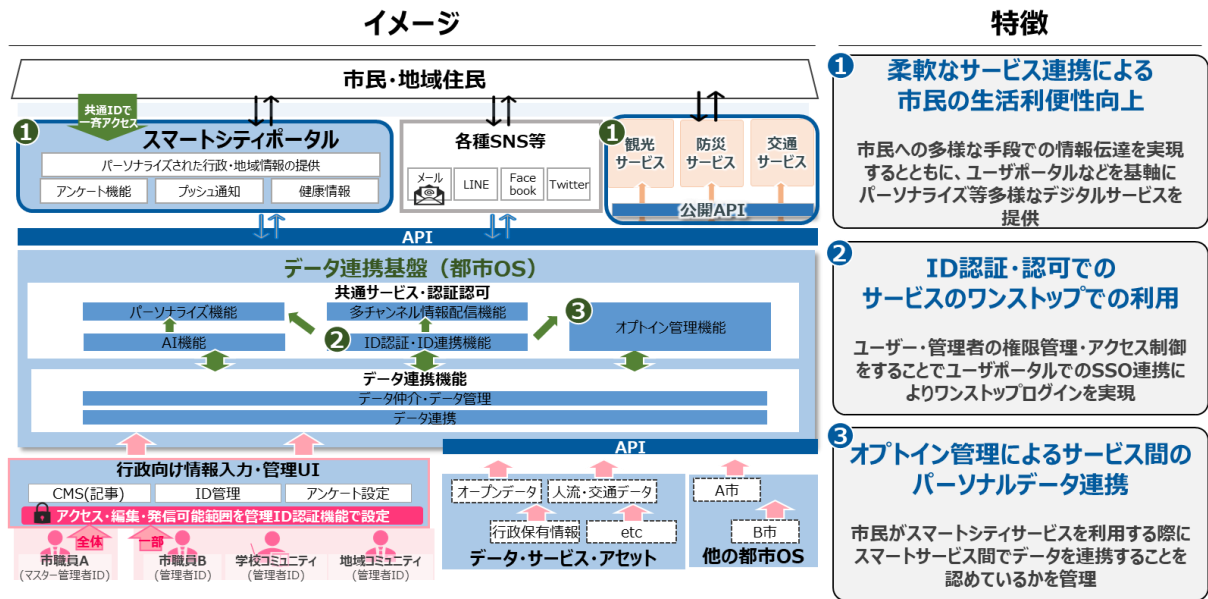 イメージ
特徴
市民・地域住民
共通IDで
一斉アクセス
1
スマートシティポータル
パーソナライズされた行政・地域情報の提供
アンケート機能
プッシュ通知
健康情報
各種SNS等
メール
LINE
Face
book
Twitter
1
観光
サービス
防災
サービス
交通
サービス
公開API
API
データ連携基盤（都市OS）
共通サービス・認証認可
パーソナライズ機能
多チャンネル情報配信機能
3
オプトイン管理機能
AI機能
2
ID認証・ID連携機能
データ連携機能
データ仲介・データ管理
データ連携
API
行政向け情報入力・管理UI
CMS(記事)
ID管理
アンケート設定
アクセス・編集・発信可能範囲を管理ID認証機能で設定
全体
一部
市職員A
(マスター管理者ID)
市職員B
(管理者ID)
学校コミュニティ
(管理者ID)
地域コミュニティ
(管理者ID)
オープンデータ
人流・交通データ
行政保有情報
etc
データ・サービス・アセット
A市
B市
他の都市OS
1
柔軟なサービス連携による
市民の生活利便性向上
市民への多様な手段での情報伝達を実現
するとともに、ユーザポータルなどを基軸に
パーソナライズ等多様なデジタルサービスを
提供
2
ID認証・認可での
サービスのワンストップでの利用
ユーザー・管理者の権限管理・アクセス制御
をすることでユーザポータルでのSSO連携に
よりワンストップログインを実現
3
オプトイン管理によるサービス間の
パーソナルデータ連携
市民がスマートシティサービスを利用する際に
スマートサービス間でデータを連携することを
認めているかを管理